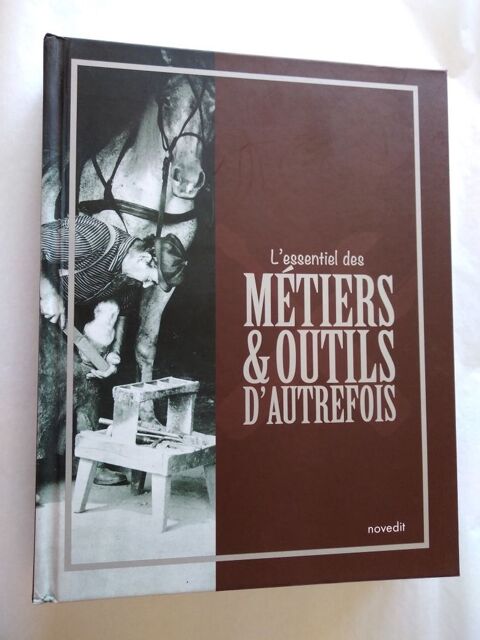 L'essentiel des
MÉTIERS
& OUTILS
D'AUTREFOIS
novedit